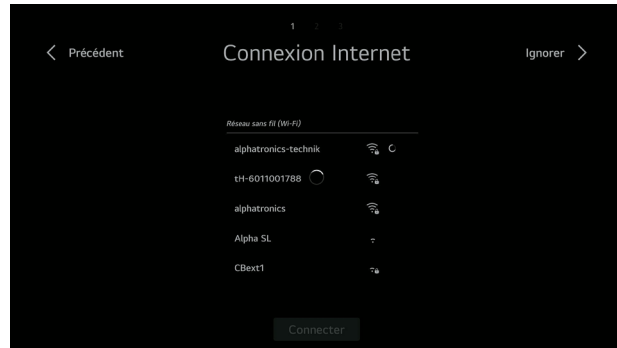 1 2 3
Précédent
Connexion Internet
Ignorer
Réseau sans fil (Wi-Fi)
alphatronics-technik
tH-6011001788
alphatronics
Alpha SL
CBext1
Connecter